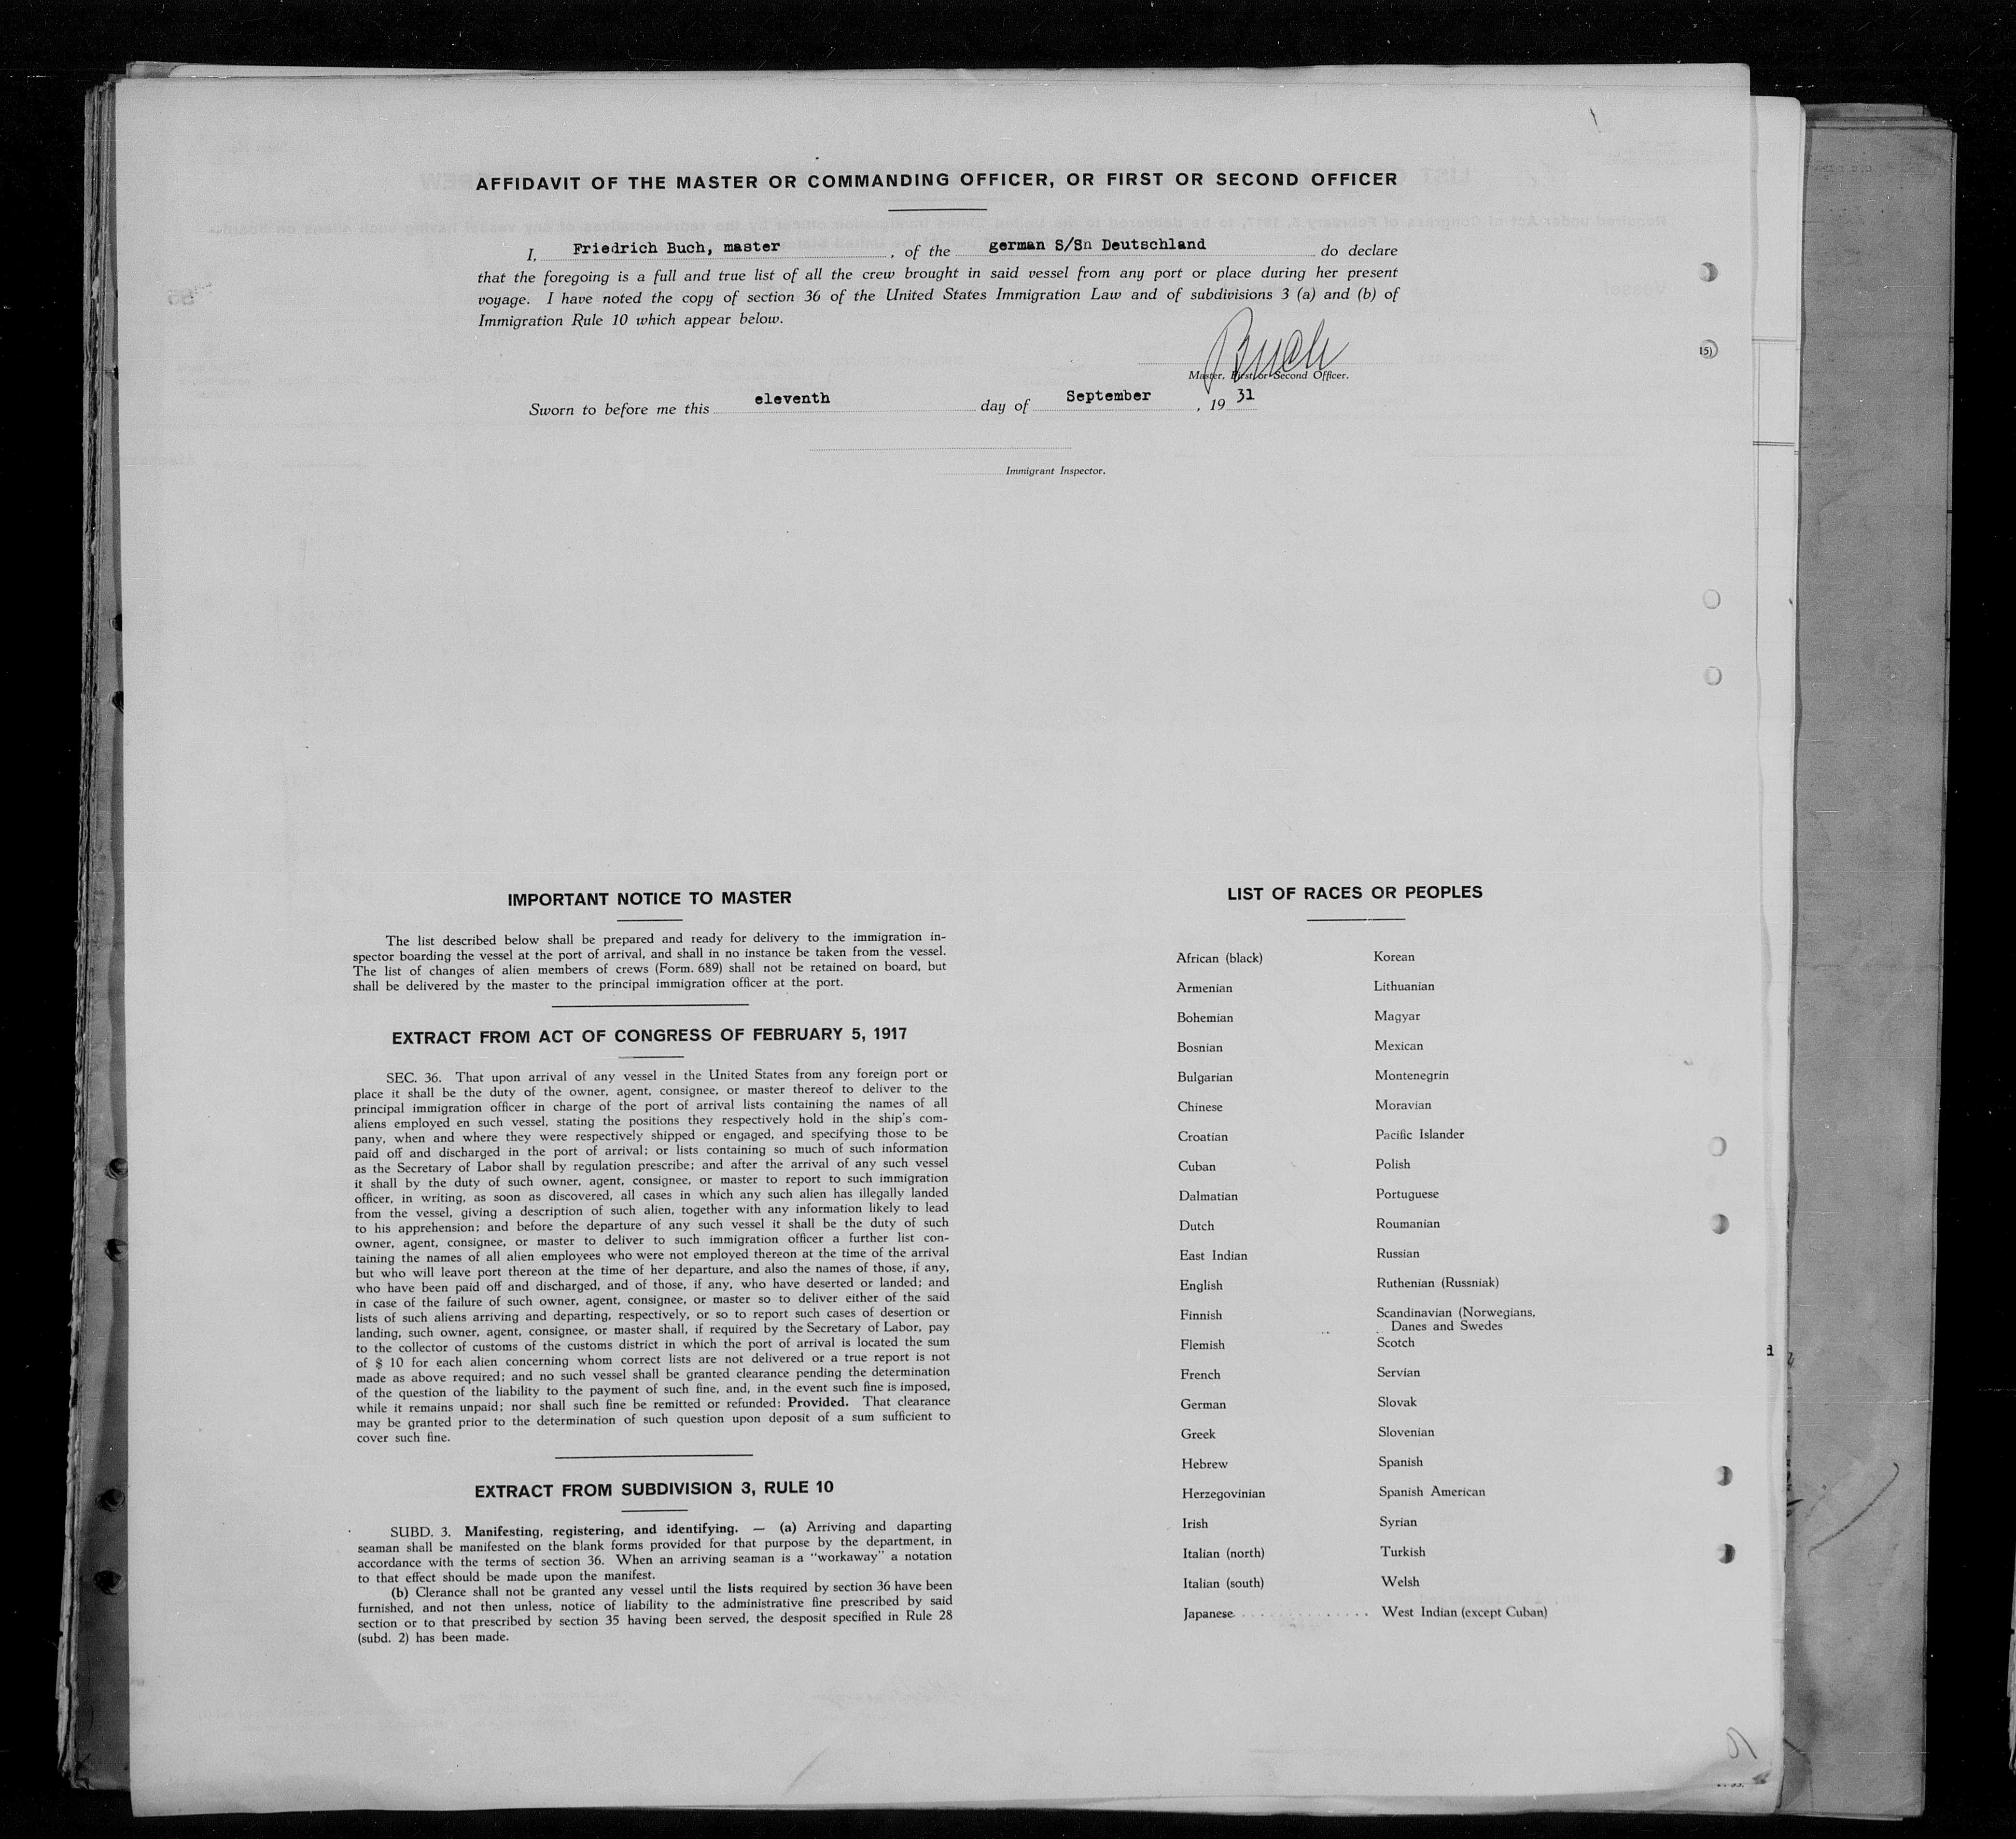 AFFIDAVIT OF THE MASTER OR COMMANDING OFFICER, OR FIRST OR SECOND OFFICER
I, Friedrich Buch, master, of the german S/Sn Deutschland do declare
that the foregoing is a full and true list of all the crew brought in said vessel from any port or place during her present
voyage. I have noted the copy of section 36 of the United States Immigration Law and of subdivisions 3 (a) and (b) of
Immigration Rule 10 which appear below.
Buch
Master, First or Second Officer.
15)
Sworn to before me this eleventh day of September, 19 31
Immigrant Inspector.
IMPORTANT NOTICE TO MASTER
The list described below shall be prepared and ready for delivery to the immigration in-
spector boarding the vessel at the port of arrival, and shall in no instance be taken from the vessel.
The list of changes of alien members of crews (Form. 689) shall not be retained on board, but
shall be delivered by the master to the principal immigration officer at the port.
EXTRACT FROM ACT OF CONGRESS OF FEBRUARY 5, 1917
SEC. 36. That upon arrival of any vessel in the United States from any foreign port or
place it shall be the duty of the owner, agent, consignee, or master thereof to deliver to the
principal immigration officer in charge of the port of arrival lists containing the names of all
aliens employed en such vessel, stating the positions they respectively hold in the ship's com-
pany, when and where they were respectively shipped or engaged, and specifying those to be
paid off and discharged in the port of arrival; or lists containing so much of such information
as the Secretary of Labor shall by regulation prescribe; and after the arrival of any such vessel
it shall by the duty of such owner, agent, consignee, or master to report to such immigration
officer, in writing, as soon as discovered, all cases in which any such alien has illegally landed
from the vessel, giving a description of such alien, together with any information likely to lead
to his apprehension; and before the departure of any such vessel it shall be the duty of such
owner, agent, consignee, or master to deliver to such immigration officer a further list con-
taining the names of all alien employees who were not employed thereon at the time of the arrival
but who will leave port thereon at the time of her departure, and also the names of those, if any,
who have been paid off and discharged, and of those, if any, who have deserted or landed; and
in case of the failure of such owner, agent, consignee, or master so to deliver either of the said
lists of such aliens arriving and departing, respectively, or so to report such cases of desertion or
landing, such owner, agent, consignee, or master shall, if required by the Secretary of Labor, pay
to the collector of customs of the customs district in which the port of arrival is located the sum
of $ 10 for each alien concerning whom correct lists are not delivered or a true report is not
made as above required; and no such vessel shall be granted clearance pending the determination
of the question of the liability to the payment of such fine, and, in the event such fine is imposed,
while it remains unpaid; nor shall such fine be remitted or refunded: Provided. That clearance
may be granted prior to the determination of such question upon deposit of a sum sufficient to
cover such fine.
EXTRACT FROM SUBDIVISION 3, RULE 10
SUBD. 3. Manifesting, registering, and identifying. — (a) Arriving and daparting
seaman shall be manifested on the blank forms provided for that purpose by the department, in
accordance with the terms of section 36. When an arriving seaman is a "workaway" a notation
to that effect should be made upon the manifest.
(b) Clerance shall not be granted any vessel until the lists required by section 36 have been
furnished, and not then unless, notice of liability to the administrative fine prescribed by said
section or to that prescribed by section 35 having been served, the desposit specified in Rule 28
(subd. 2) has been made.
LIST OF RACES OR PEOPLES
African (black)
Armenian
Bohemian
Bosnian
Bulgarian
Chinese
Croatian
Cuban
Dalmatian
Dutch
East Indian
English
Finnish
Flemish
French
German
Greek
Hebrew
Herzegovinian
Irish
Italian (north)
Italian (south)
Japanese
Korean
Lithuanian
Magyar
Mexican
Montenegrin
Moravian
Pacific Islander
Polish
Portuguese
Roumanian
Russian
Ruthenian (Russniak)
Scandinavian (Norwegians,
Danes and Swedes
Scotch
Servian
Slovak
Slovenian
Spanish
Spanish American
Syrian
Turkish
Welsh
West Indian (except Cuban)